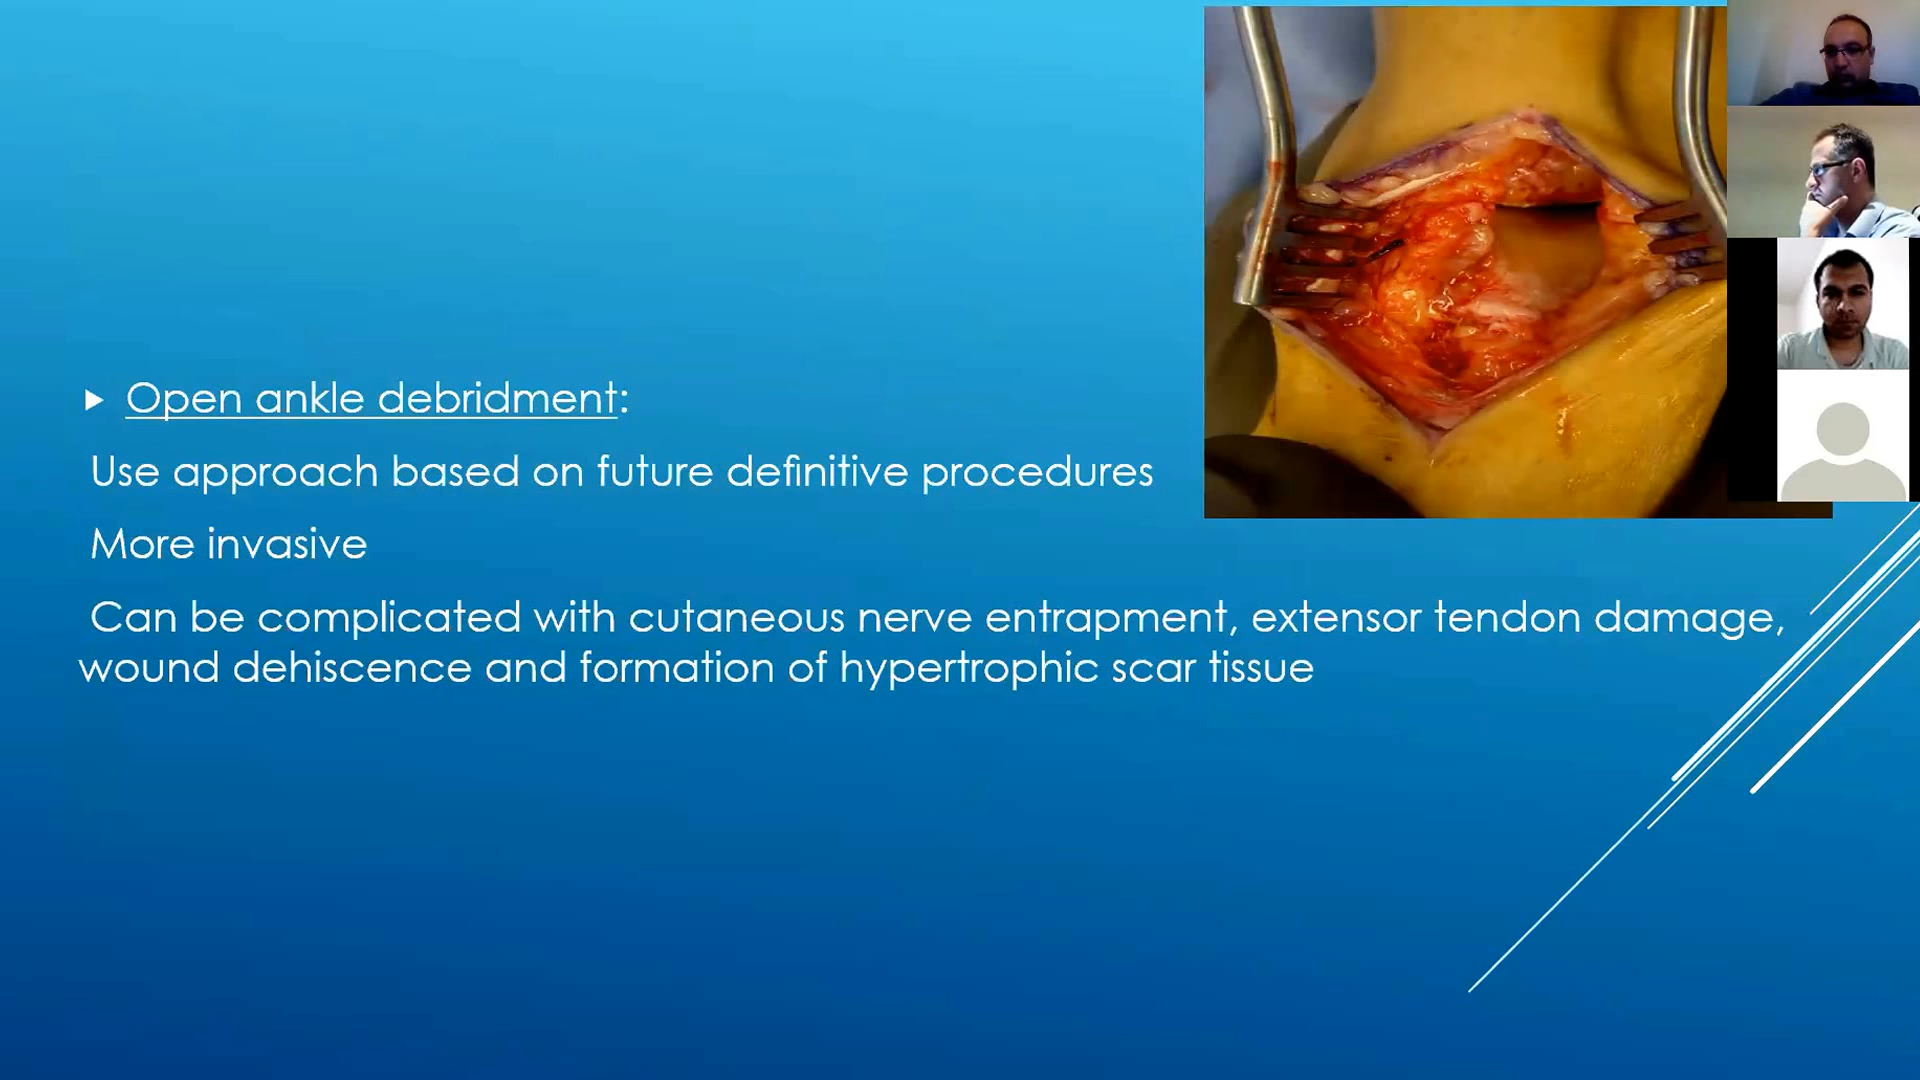 Open ankle debridment:
Use approach based on future definitive procedures
More invasive
Can be complicated with cutaneous nerve entrapment, extensor tendon damage,
wound dehiscence and formation of hypertrophic scar tissue